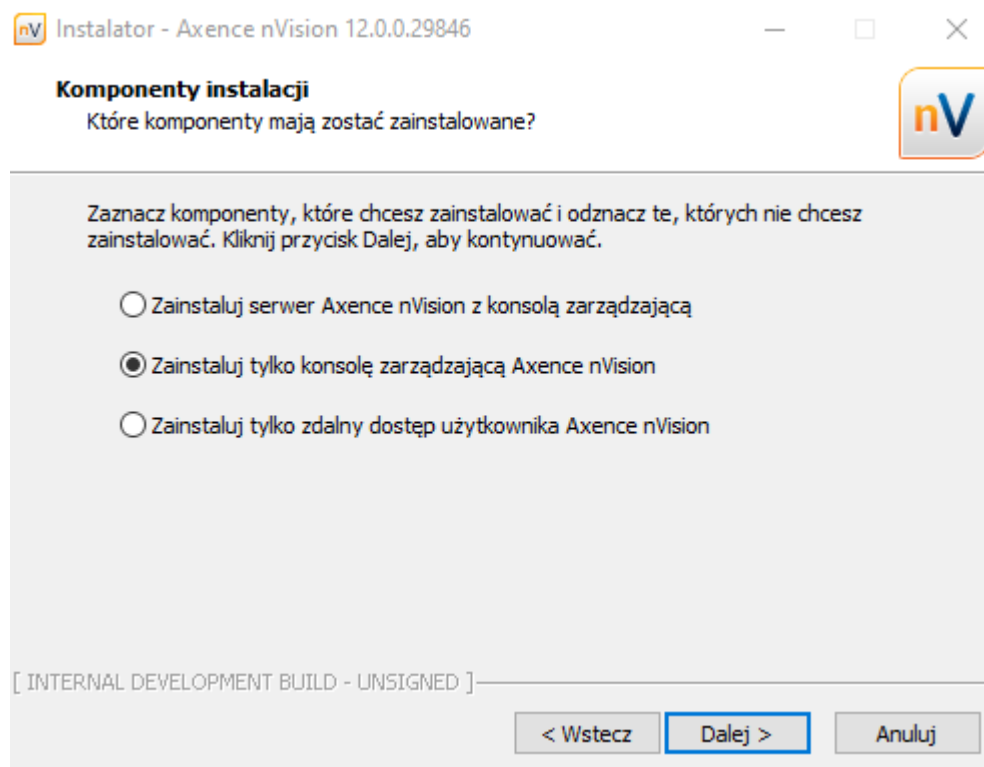 nV Instalator - Axence nVision 12.0.0.29846
Komponenty instalacji
Które komponenty mają zostać zainstalowane?
nV
Zaznacz komponenty, które chcesz zainstalować i odznacz te, których nie chcesz
zainstalować. Kliknij przycisk Dalej, aby kontynuować.
Zainstaluj serwer Axence nVision z konsolą zarządzającą
Zainstaluj tylko konsolę zarządzającą Axence nVision
Zainstaluj tylko zdalny dostęp użytkownika Axence nVision
[ INTERNAL DEVELOPMENT BUILD - UNSIGNED ]
< Wstecz Dalej > Anuluj